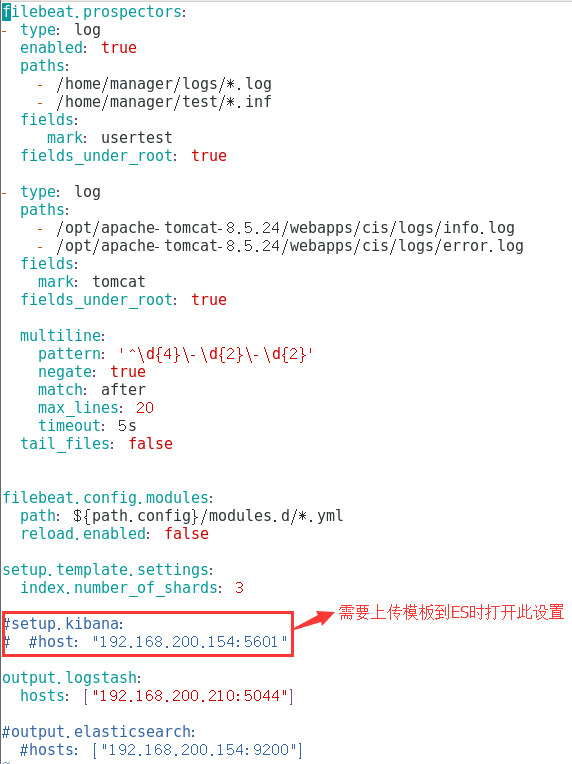 filebeat.prospectors:
- type: log
  enabled: true
  paths:
    - /home/manager/logs/*.log
    - /home/manager/test/*.inf
  fields:
     mark: usertest
  fields_under_root: true
- type: log
  paths:
    - /opt/apache-tomcat-8.5.24/webapps/cis/logs/info.log
    - /opt/apache-tomcat-8.5.24/webapps/cis/logs/error.log
  fields:
    mark: tomcat
  fields_under_root: true
  multiline:
    pattern: '^\d{4}\-\d{2}\-\d{2}'
    negate: true
    match: after
    max_lines: 20
    timeout: 5s
  tail_files: false
filebeat.config.modules:
  path: ${path.config}/modules.d/*.yml
  reload.enabled: false
setup.template.settings:
  index.number_of_shards: 3
需要上传模板到ES时打开此设置
#setup.kibana:
#  #host: "192.168.200.154:5601"
output.logstash:
  hosts: ["192.168.200.210:5044"]
#output.elasticsearch:
  #hosts: ["192.168.200.154:9200"]
~